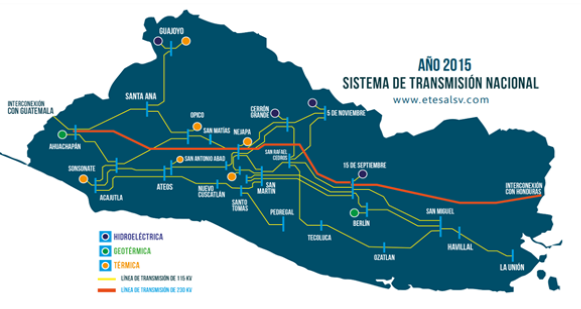 GUAJOYO
AÑO 2015
SISTEMA DE TRANSMISIÓN NACIONAL
www.etesalsv.com
INTERCONEXIÓN
CON GUATEMALA
SANTA ANA
CERRÓN
GRANDE
5 DE NOVIEMBRE
OPICO
SAN MATÍAS
NEJAPA
AHUACHAPÁN
SAN RAFAEL
CEDROS
SAN ANTONIO ABAD
15 DE SEPTIEMBRE
SONSONATE
ACAJUTLA
ATEOS
NUEVO
CUSCATLÁN
SAN
MARTIN
SANTO
TOMAS
INTERCONEXIÓN
CON HONDURAS
PEDREGAL
BERLÍN
SAN MIGUEL
TECOLUCA
OZATLAN
HAVILLAL
LA UNIÓN
HIDROELÉCTRICA
GEOTÉRMICA
TÉRMICA
LÍNEA DE TRANSMISIÓN DE 115 KV
LÍNEA DE TRANSMISIÓN DE 230 KV